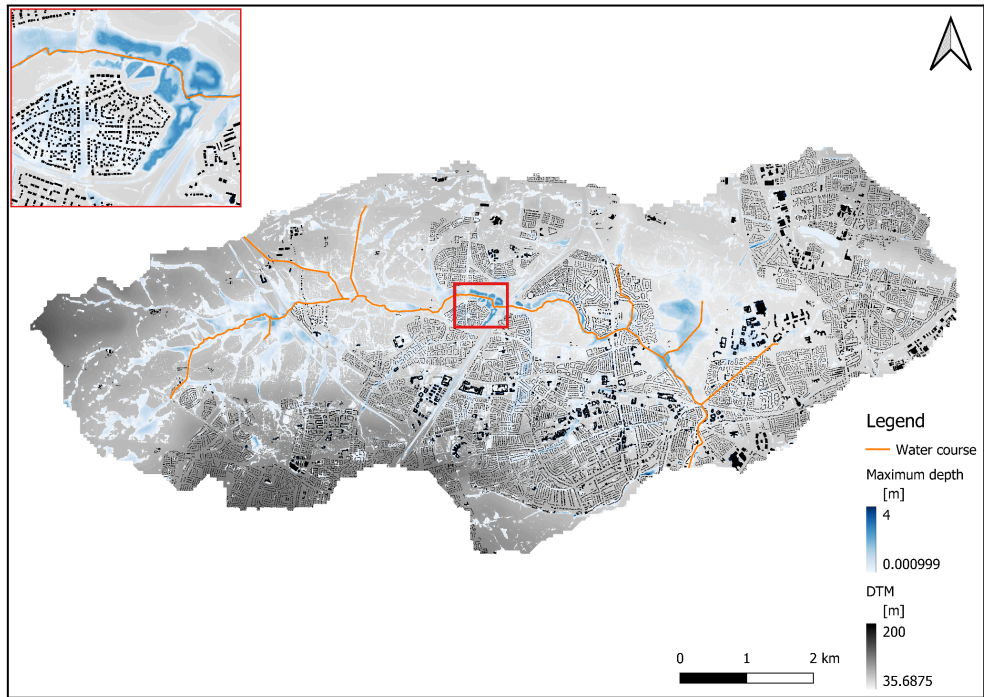 Legend
Water course
Maximum depth
[m]
4
0.000999
DTM
[m]
200
35.6875
0 1 2 km